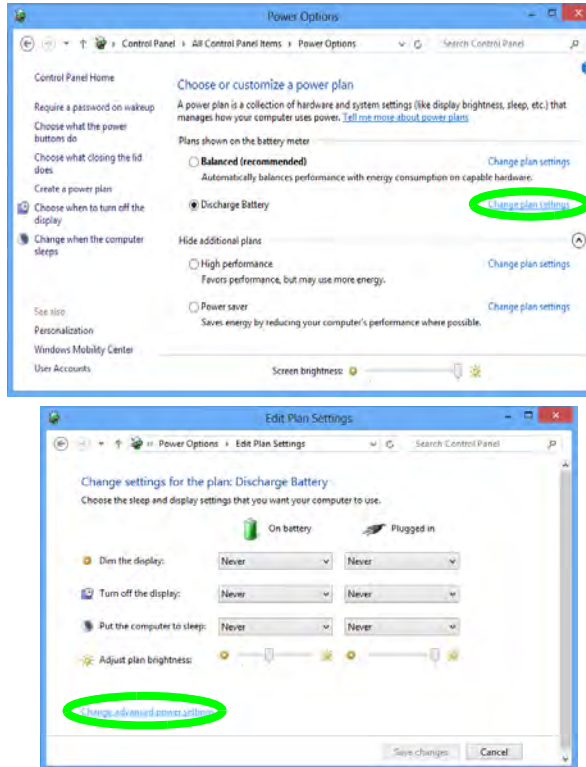 Power Options
Control Panel › All Control Panel Items › Power Options
Search Control Panel
Control Panel Home
Require a password on wakeup
Choose what the power
buttons do
Choose what closing the lid
does
Create a power plan
Choose when to turn off the
display
Change when the computer
sleeps
See also
Personalization
Windows Mobility Center
User Accounts
Choose or customize a power plan
A power plan is a collection of hardware and system settings (like display brightness, sleep, etc.) that
manages how your computer uses power. Tell me more about power plans
Plans shown on the battery meter
Balanced (recommended) Change plan settings
Automatically balances performance with energy consumption on capable hardware.
Discharge Battery Change plan settings
Hide additional plans
High performance Change plan settings
Favors performance, but may use more energy.
Power saver Change plan settings
Saves energy by reducing your computer's performance where possible.
Screen brightness:
Edit Plan Settings
« Power Options › Edit Plan Settings
Search Control Panel
Change settings for the plan: Discharge Battery
Choose the sleep and display settings that you want your computer to use.
On battery Plugged in
Dim the display: Never Never
Turn off the display: Never Never
Put the computer to sleep: Never Never
Adjust plan brightness:
Change advanced power settings
Save changes Cancel